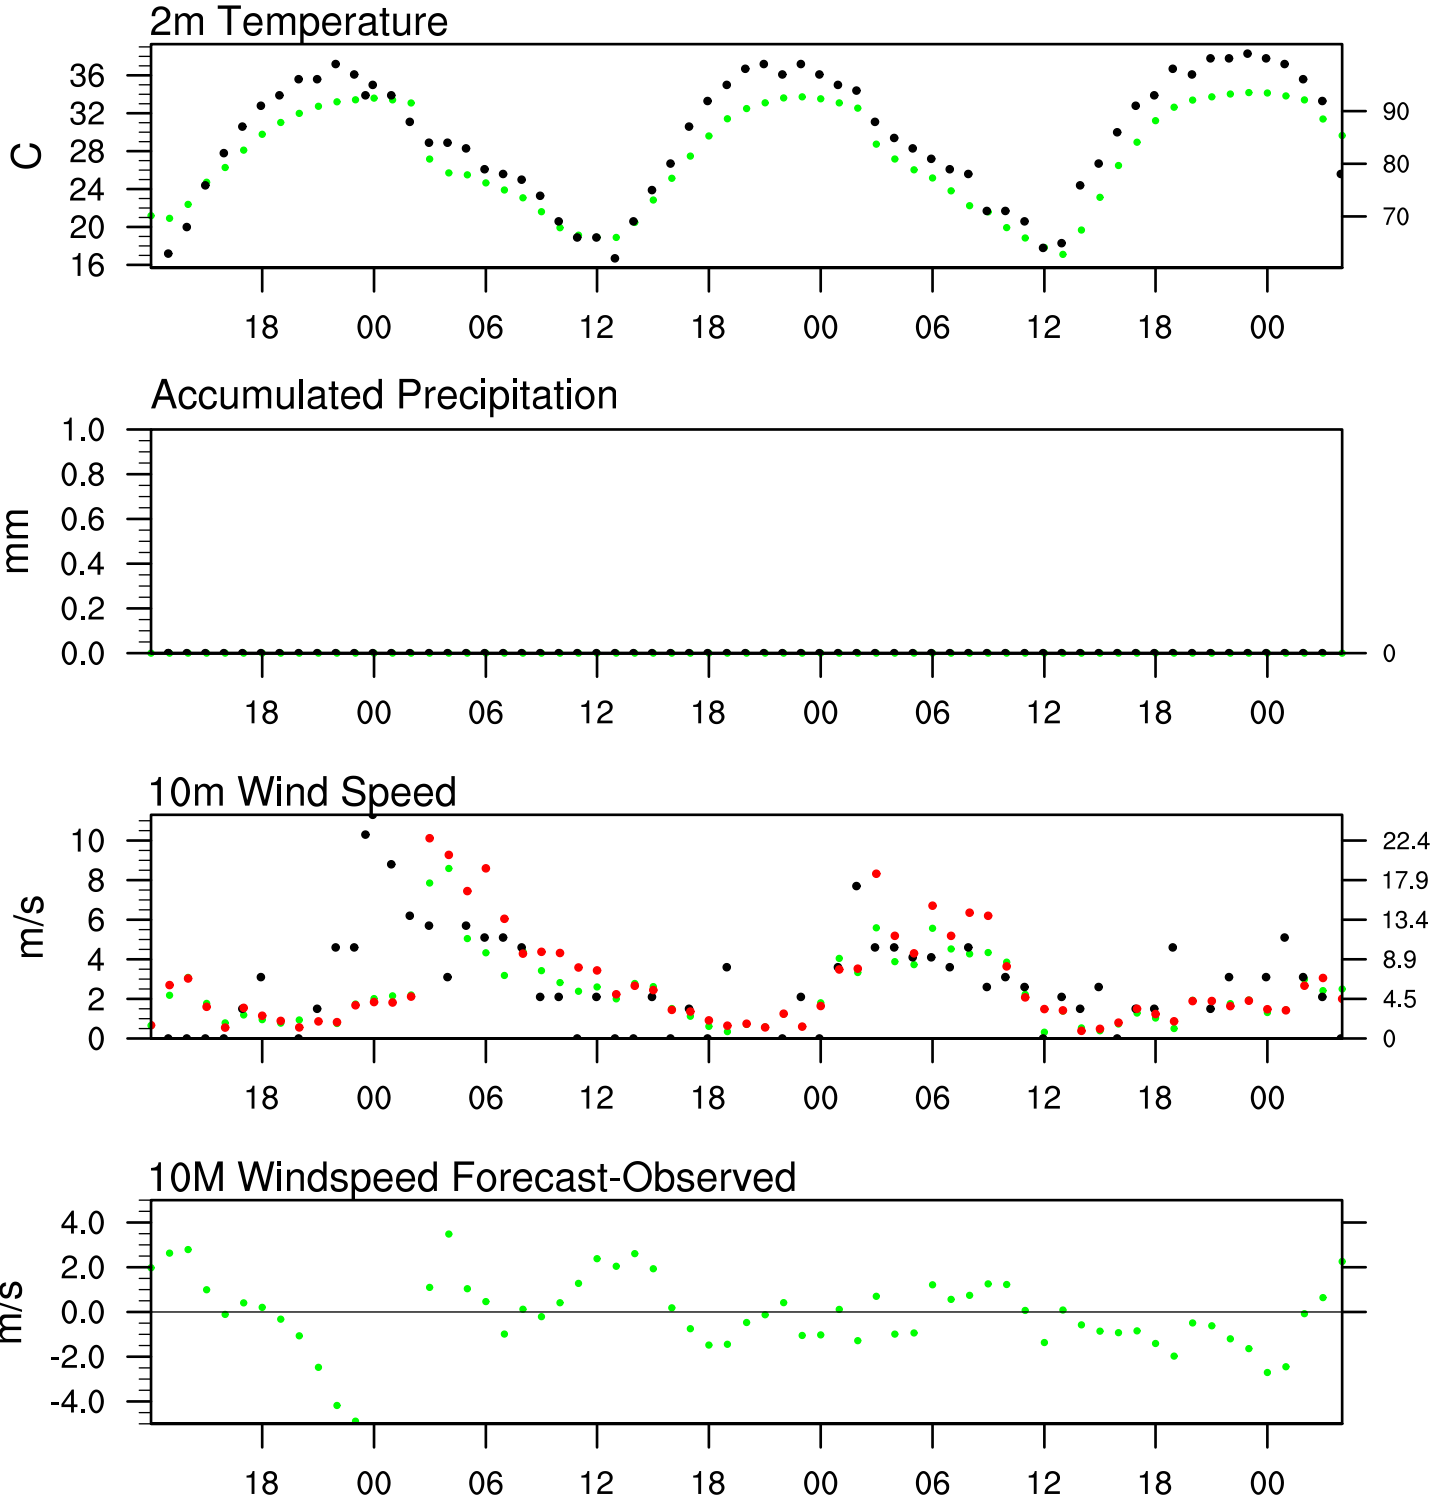 2m Temperature
C
36
32
28
24
20
16
90
80
70
18 00 06 12 18 00 06 12 18 00
Accumulated Precipitation
mm
1.0
0.8
0.6
0.4
0.2
0.0
0
18 00 06 12 18 00 06 12 18 00
10m Wind Speed
m/s
10
8
6
4
2
0
22.4
17.9
13.4
8.9
4.5
0
18 00 06 12 18 00 06 12 18 00
10M Windspeed Forecast-Observed
m/s
4.0
2.0
0.0
-2.0
-4.0
18 00 06 12 18 00 06 12 18 00